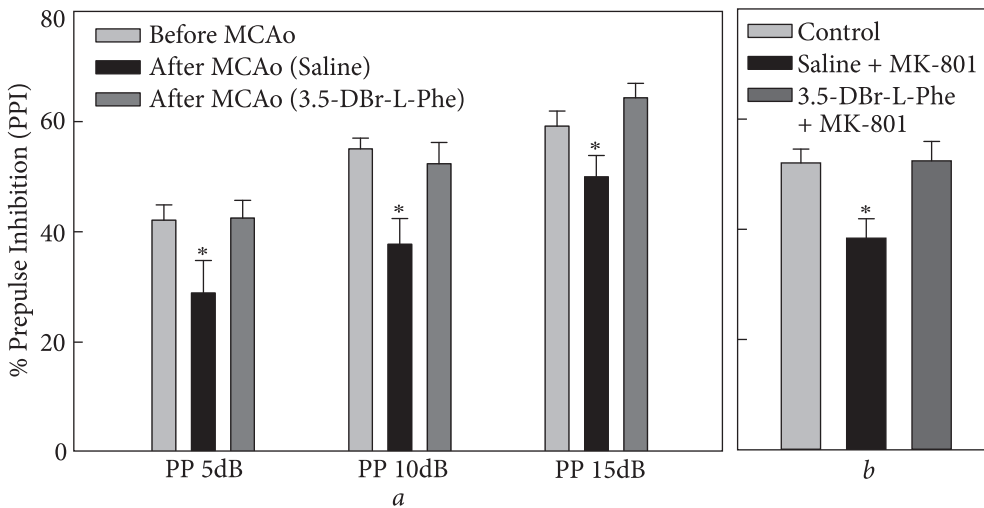 % Prepulse Inhibition (PPI)
80
60
40
20
0
Before MCAo
After MCAo (Saline)
After MCAo (3.5-DBr-L-Phe)
*
*
*
PP 5dB
PP 10dB
PP 15dB
a
Control
Saline + MK-801
3.5-DBr-L-Phe
+ MK-801
*
b